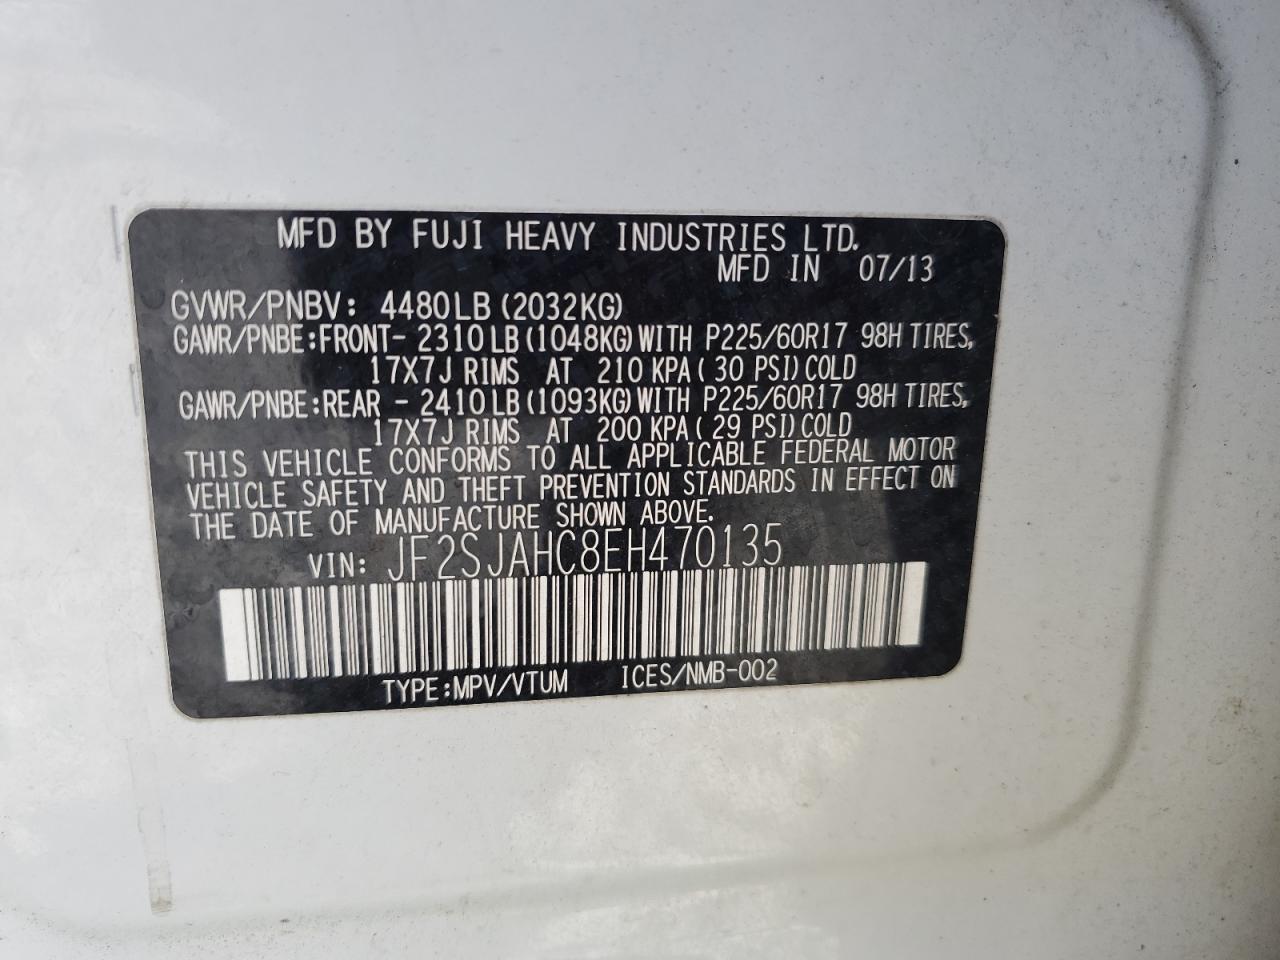 MFD BY FUJI HEAVY INDUSTRIES LTD.
MFD IN 07/13
GVWR/PNBV: 4480LB (2032KG)
GAWR/PNBE:FRONT- 2310LB (1048KG) WITH P225/60R17 98H TIRES,
17X7J RIMS AT 210 KPA( 30 PSI) COLD
GAWR/PNBE:REAR - 2410LB (1093KG) WITH P225/60R17 98H TIRES,
17X7J RIMS AT 200 KPA( 29 PSI) COLD
THIS VEHICLE CONFORMS TO ALL APPLICABLE FEDERAL MOTOR
VEHICLE SAFETY AND THEFT PREVENTION STANDARDS IN EFFECT ON
THE DATE OF MANUFACTURE SHOWN ABOVE.
VIN: JF2SJAHC8EH470135
TYPE:MPV/VTUM ICES/NMB-002